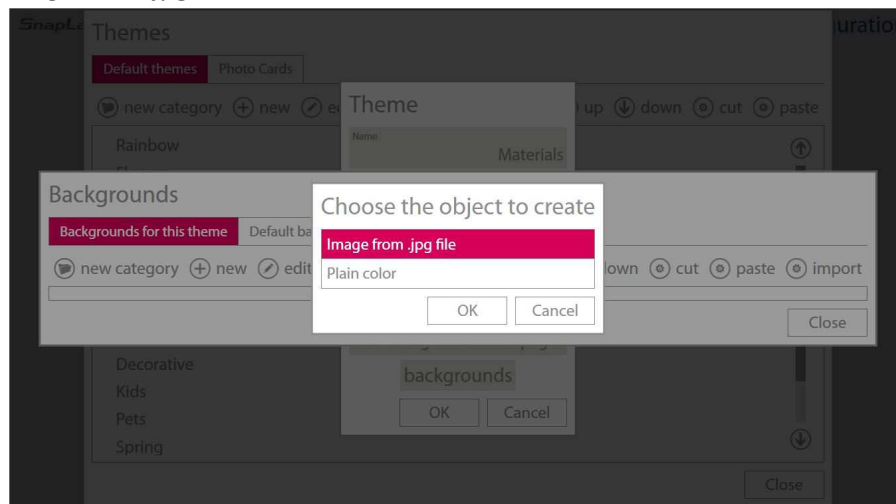 SnapLa
uratio
Themes
Default themes Photo Cards
new category new e up down cut paste
Theme
Name
Materials
Rainbow
Backgrounds
Backgrounds for this theme Default ba
new category new edit own cut paste import
Choose the object to create
Image from .jpg file
Plain color
OK Cancel
Close
Decorative
Kids
Pets
Spring
backgrounds
OK Cancel
Close